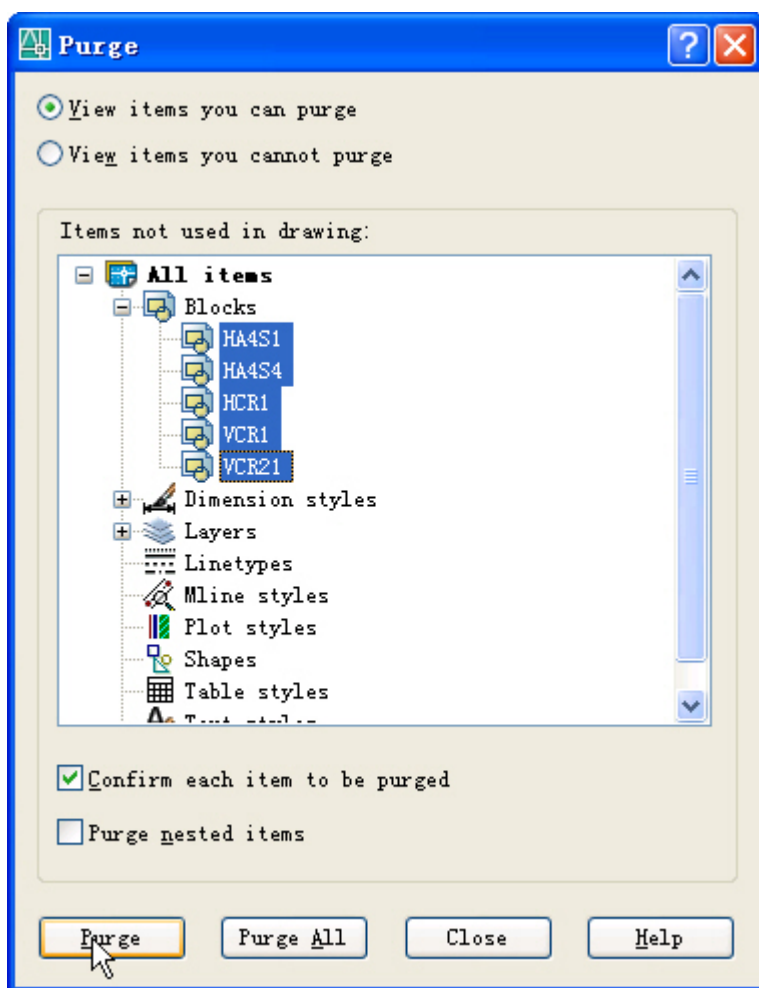 Purge
View items you can purge
View items you cannot purge
Items not used in drawing:
All items
Blocks
HA4S1
HA4S4
HCR1
VCR1
VCR21
Dimension styles
Layers
Linetypes
Mline styles
Plot styles
Shapes
Table styles
Confirm each item to be purged
Purge nested items
Purge Purge All Close Help